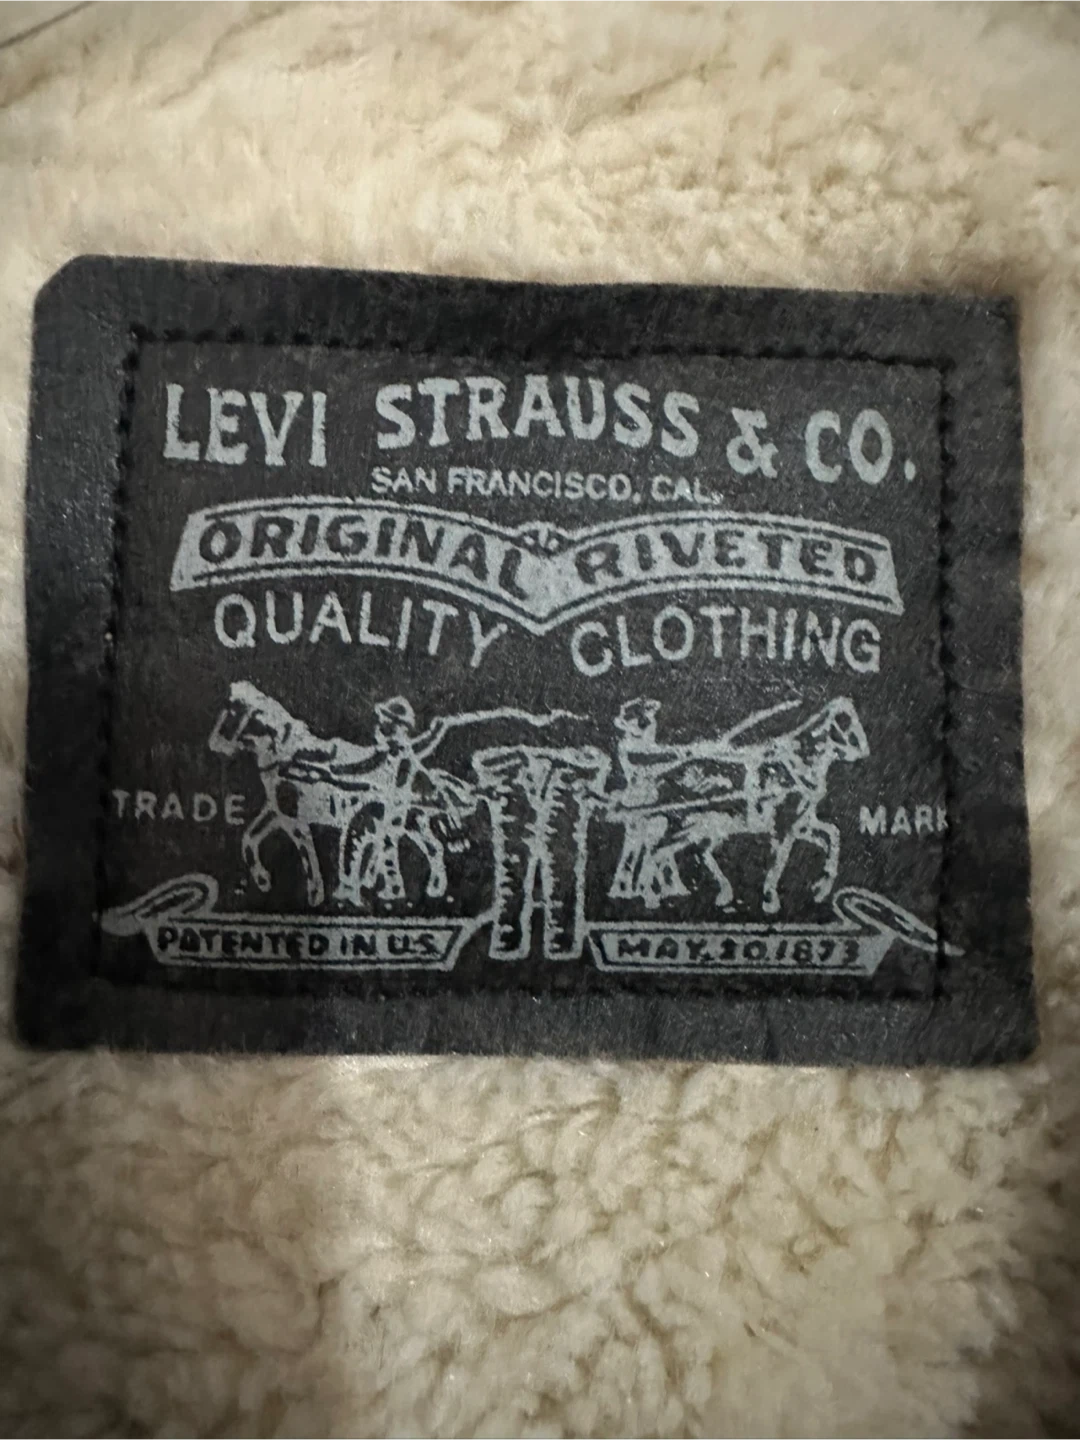 LEVI STRAUSS & CO.
SAN FRANCISCO, CAL.
ORIGINAL RIVETED
QUALITY CLOTHING
TRADE MARK
PATENTED IN U.S. MAY.20.1873